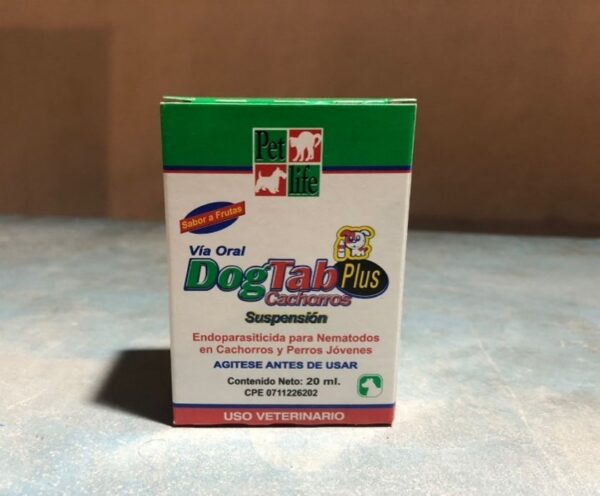 Pet
life
Sabor a Frutas
Vía Oral
DogTab Plus
Cachorros
Suspensión
Endoparasiticida para Nematodos
en Cachorros y Perros Jóvenes
AGITESE ANTES DE USAR
Contenido Neto: 20 ml.
CPE 0711226202
USO VETERINARIO